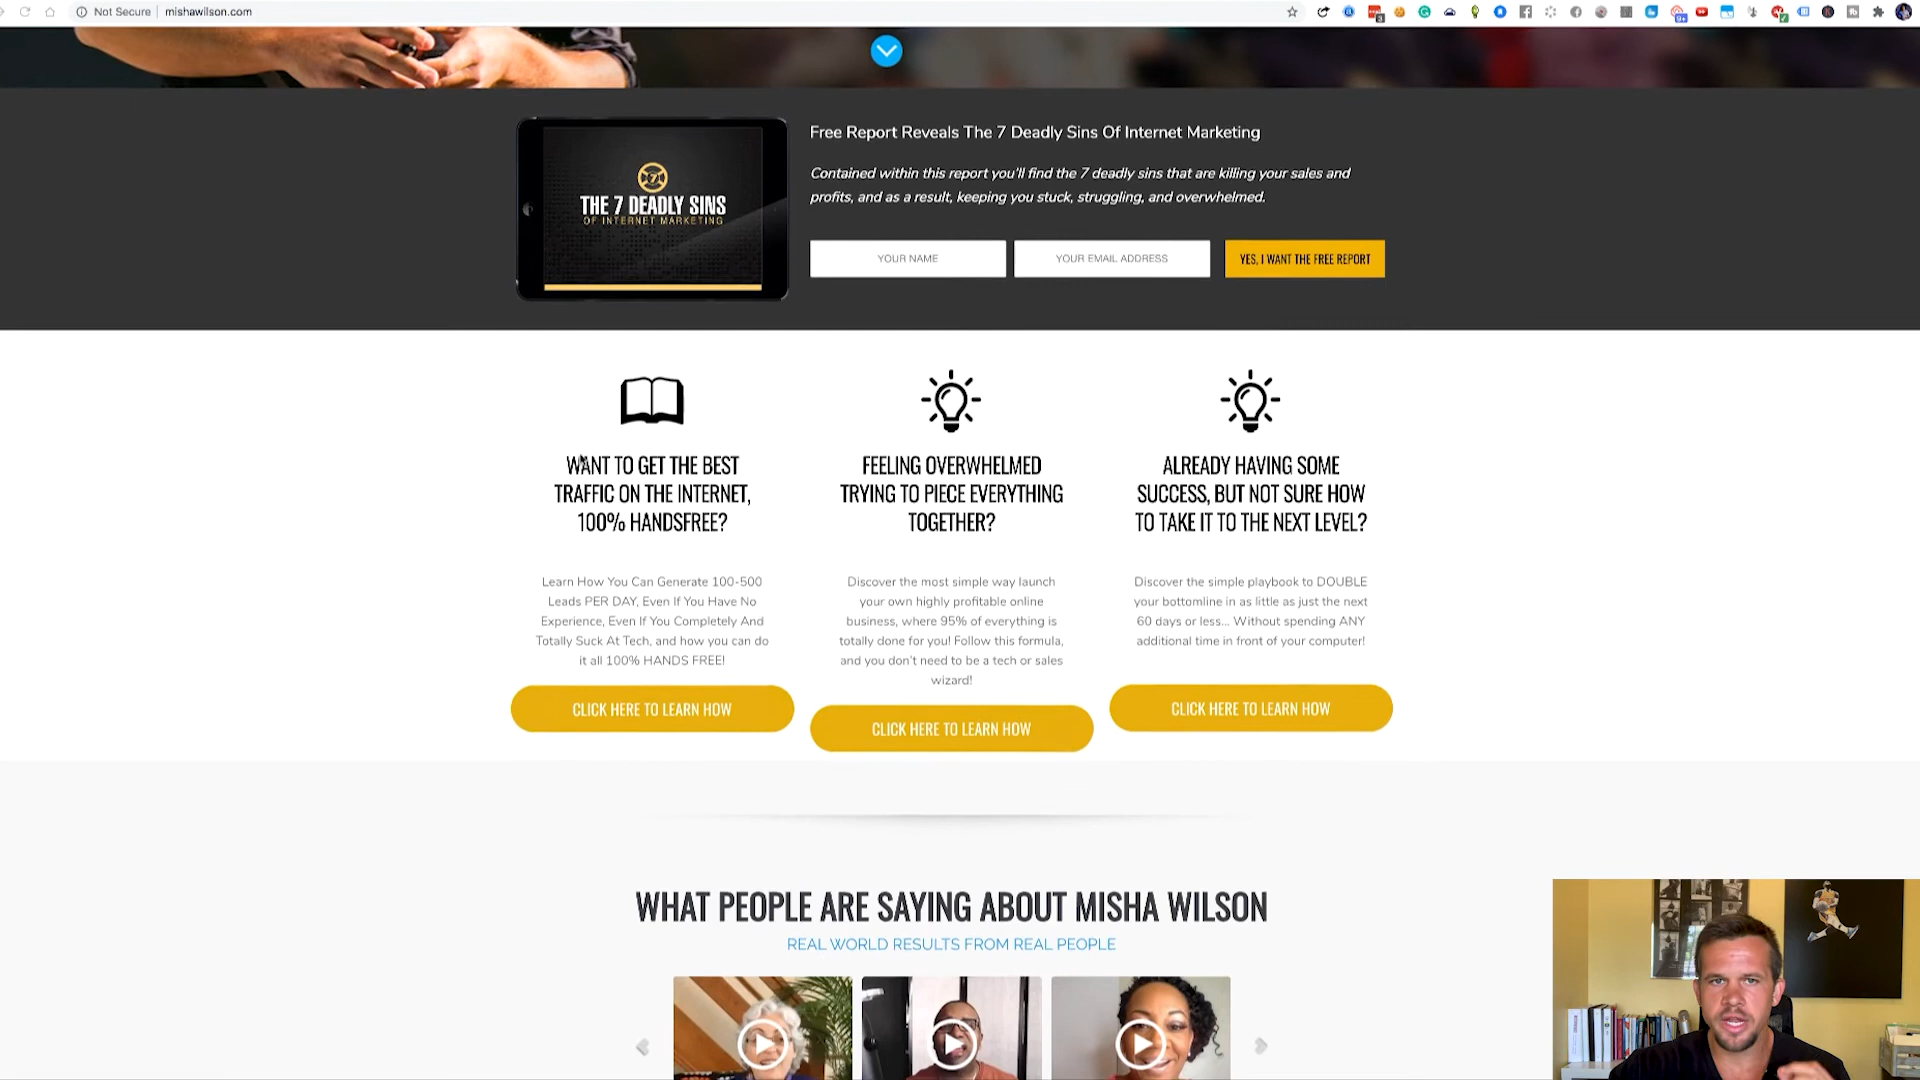 Not Secure
mishawilson.com
Free Report Reveals The 7 Deadly Sins Of Internet Marketing
Contained within this report you'll find the 7 deadly sins that are killing your sales and
profits, and as a result, keeping you stuck, struggling, and overwhelmed.
7
THE 7 DEADLY SINS
OF INTERNET MARKETING
YOUR NAME
YOUR EMAIL ADDRESS
YES, I WANT THE FREE REPORT
WANT TO GET THE BEST
TRAFFIC ON THE INTERNET,
100% HANDSFREE?
Learn How You Can Generate 100-500
Leads PER DAY, Even If You Have No
Experience, Even If You Completely And
Totally Suck At Tech, and how you can do
it all 100% HANDS FREE!
CLICK HERE TO LEARN HOW
FEELING OVERWHELMED
TRYING TO PIECE EVERYTHING
TOGETHER?
Discover the most simple way launch
your own highly profitable online
business, where 95% of everything is
totally done for you! Follow this formula,
and you don't need to be a tech or sales
wizard!
CLICK HERE TO LEARN HOW
ALREADY HAVING SOME
SUCCESS, BUT NOT SURE HOW
TO TAKE IT TO THE NEXT LEVEL?
Discover the simple playbook to DOUBLE
your bottomline in as little as just the next
60 days or less... Without spending ANY
additional time in front of your computer!
CLICK HERE TO LEARN HOW
WHAT PEOPLE ARE SAYING ABOUT MISHA WILSON
REAL WORLD RESULTS FROM REAL PEOPLE